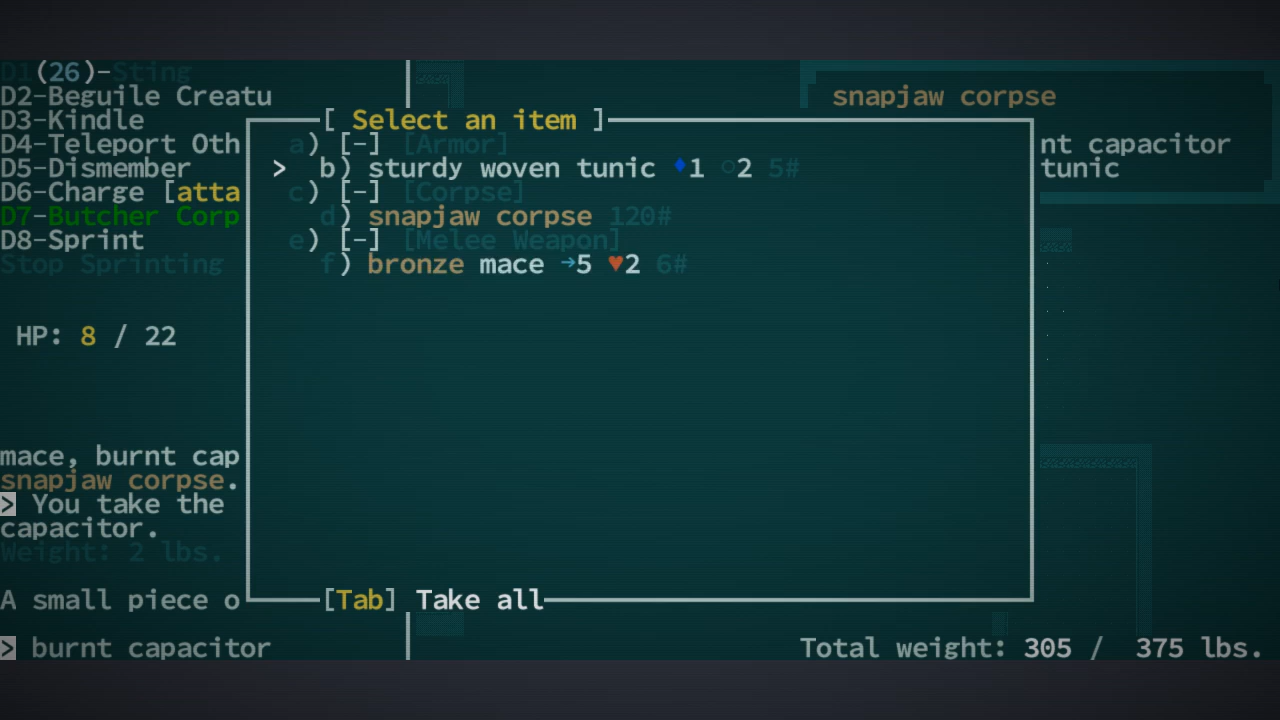 D1(26)-Sting
D2-Beguile Creatu
snapjaw corpse
D3-Kindle
[ Select an item ]
D4-Teleport Oth
a) [-] [Armor]
nt capacitor
D5-Dismember
> b) sturdy woven tunic ♦1 ○2 5#
tunic
D6-Charge [atta
c) [-] [Corpse]
D7-Butcher Corp
d) snapjaw corpse 120#
D8-Sprint
e) [-] [Melee Weapon]
Stop Sprinting
f) bronze mace →5 ♥2 6#
HP: 8 / 22
mace, burnt cap
snapjaw corpse.
> You take the
capacitor.
Weight: 2 lbs.
A small piece o
[Tab] Take all
> burnt capacitor
Total weight: 305 / 375 lbs.